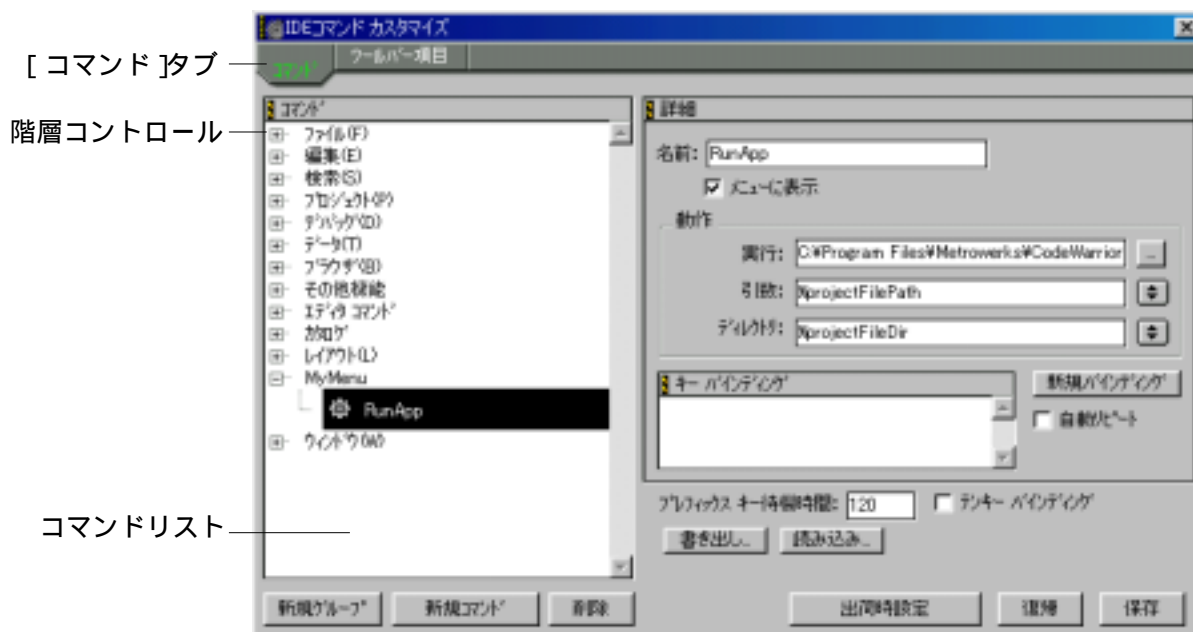 IDEコマンド カスタマイズ
コマンド
ツールバー項目
[コマンド]タブ
階層コントロール
コマンドリスト
コマンド
ファイル(F)
編集(E)
検索(S)
プロジェクト(P)
デバッグ(D)
データ(T)
ブラウザ(B)
その他機能
エディタ コマンド
カタログ
レイアウト(L)
MyMenu
RunApp
ウィンドウ(W)
新規グループ
新規コマンド
削除
詳細
名前: RunApp
メニューに表示
動作
実行: C:¥Program Files¥Metrowerks¥CodeWarrior
引数: %projectFilePath
ディレクトリ: %projectFileDir
キー バインディング
新規バインディング
自動リピート
プレフィックス キー待機時間: 120
テンキー バインディング
書き出し...
読み込み...
出荷時設定
復帰
保存